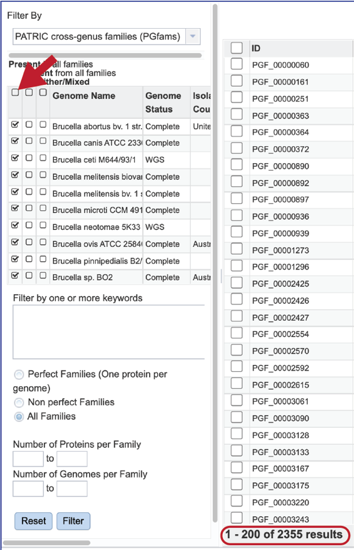 Filter By
PATRIC cross-genus families (PGfams)
Present all families
ent from all families
ither/Mixed
Genome Name Genome Status Isola Cou
Brucella abortus bv. 1 str. Complete Unite
Brucella canis ATCC 233 Complete
Brucella ceti M644/93/1 WGS
Brucella melitensis biovar Complete
Brucella melitensis bv. 1 s Complete
Brucella microti CCM 491 Complete
Brucella neotomae 5K33 WGS
Brucella ovis ATCC 2584 Complete Austr
Brucella pinnipedialis B2/ Complete
Brucella sp. BO2 Complete Austr
Filter by one or more keywords
Perfect Families (One protein per
genome)
Non perfect Families
All Families
Number of Proteins per Family
to
Number of Genomes per Family
to
Reset Filter
ID
PGF_00000060
PGF_00000161
PGF_00000251
PGF_00000363
PGF_00000364
PGF_00000372
PGF_00000890
PGF_00000892
PGF_00000897
PGF_00000936
PGF_00000939
PGF_00001273
PGF_00001296
PGF_00002425
PGF_00002426
PGF_00002427
PGF_00002554
PGF_00002570
PGF_00002592
PGF_00002615
PGF_00003061
PGF_00003090
PGF_00003128
PGF_00003133
PGF_00003167
PGF_00003175
PGF_00003220
PGF_00003243
1 - 200 of 2355 results